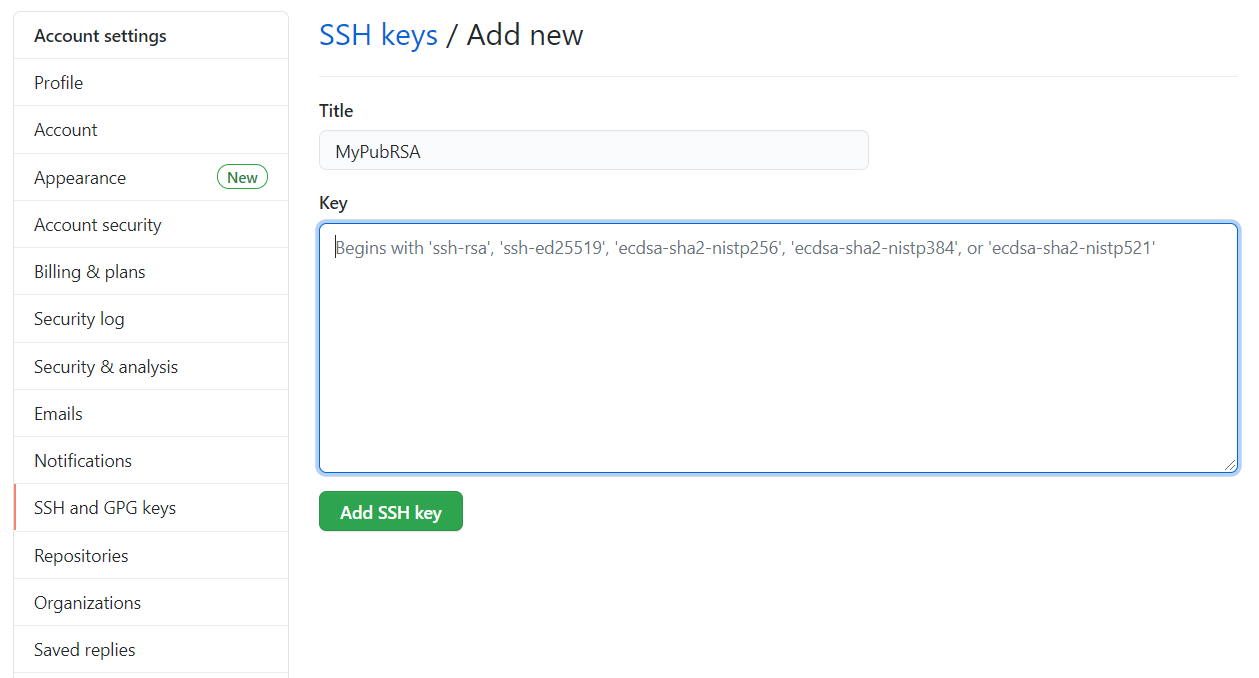 Account settings
Profile
Account
Appearance New
Account security
Billing & plans
Security log
Security & analysis
Emails
Notifications
SSH and GPG keys
Repositories
Organizations
Saved replies
SSH keys / Add new
Title
MyPubRSA
Key
Begins with 'ssh-rsa', 'ssh-ed25519', 'ecdsa-sha2-nistp256', 'ecdsa-sha2-nistp384', or 'ecdsa-sha2-nistp521'
Add SSH key